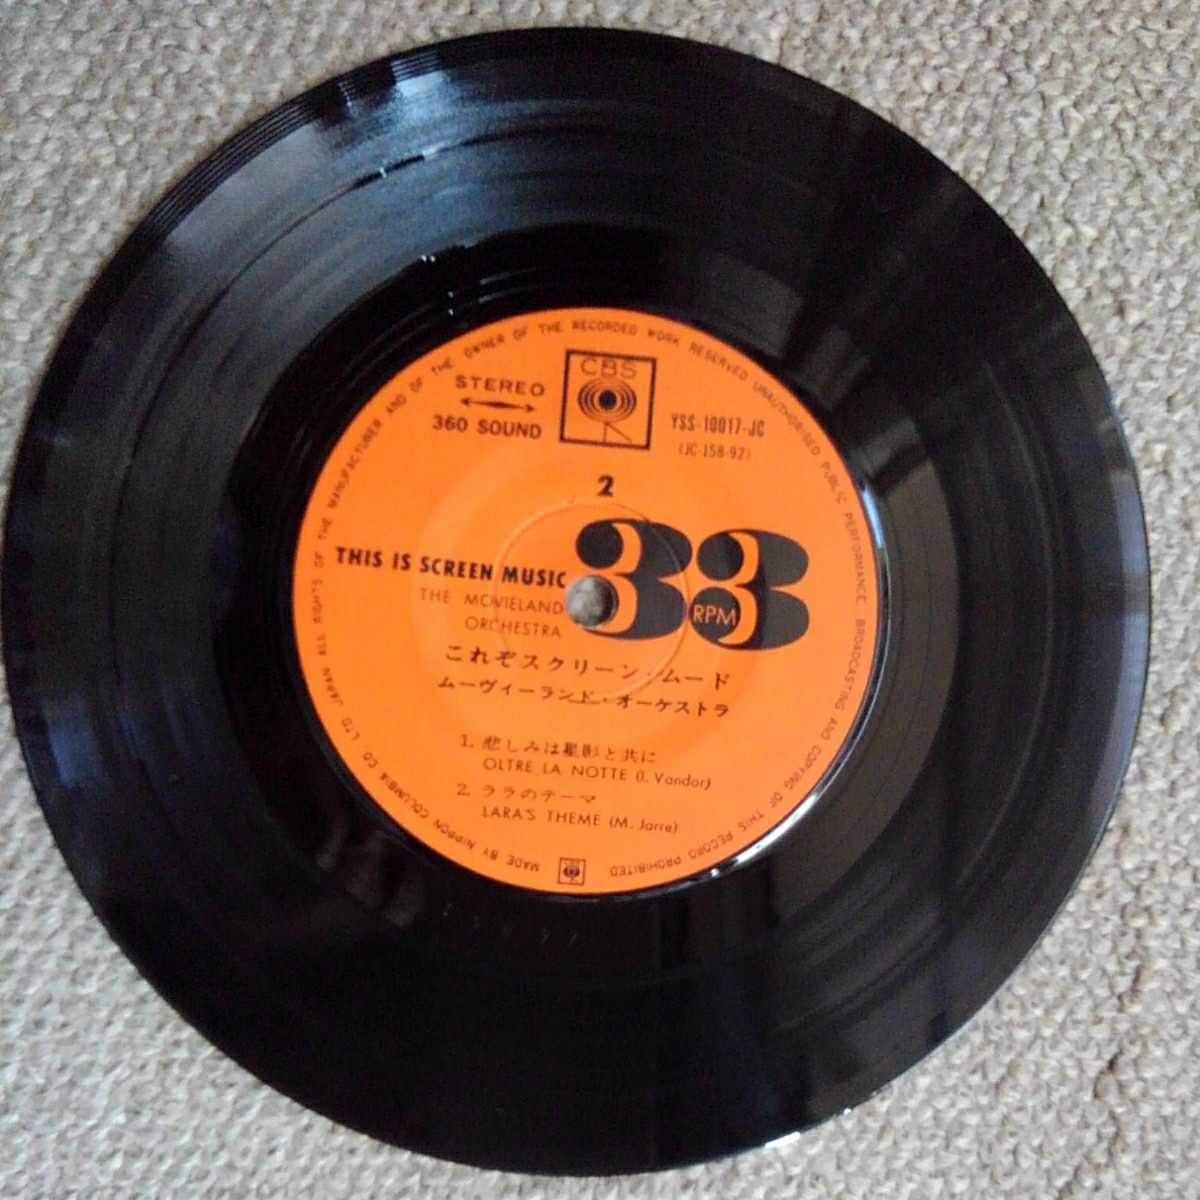 CBS
STEREO
360 SOUND
YSS-10017-JC
(JC-158-92)
2
33
RPM
THIS IS SCREEN MUSIC
THE MOVIELAND
ORCHESTRA
これぞスクリーン・ムード
ムーヴィーランド・オーケストラ
1. 悲しみは星影と共に
OLTRE LA NOTTE (I. Vandor)
2. ララのテーマ
LARA'S THEME (M. Jarre)
MADE BY NIPPON COLUMBIA CO. LTD. JAPAN ALL RIGHTS OF THE MANUFACTURER AND OF THE OWNER OF THE RECORDED WORK RESERVED UNAUTHORISED PUBLIC PERFORMANCE BROADCASTING AND COPYING OF THIS RECORD PROHIBITED